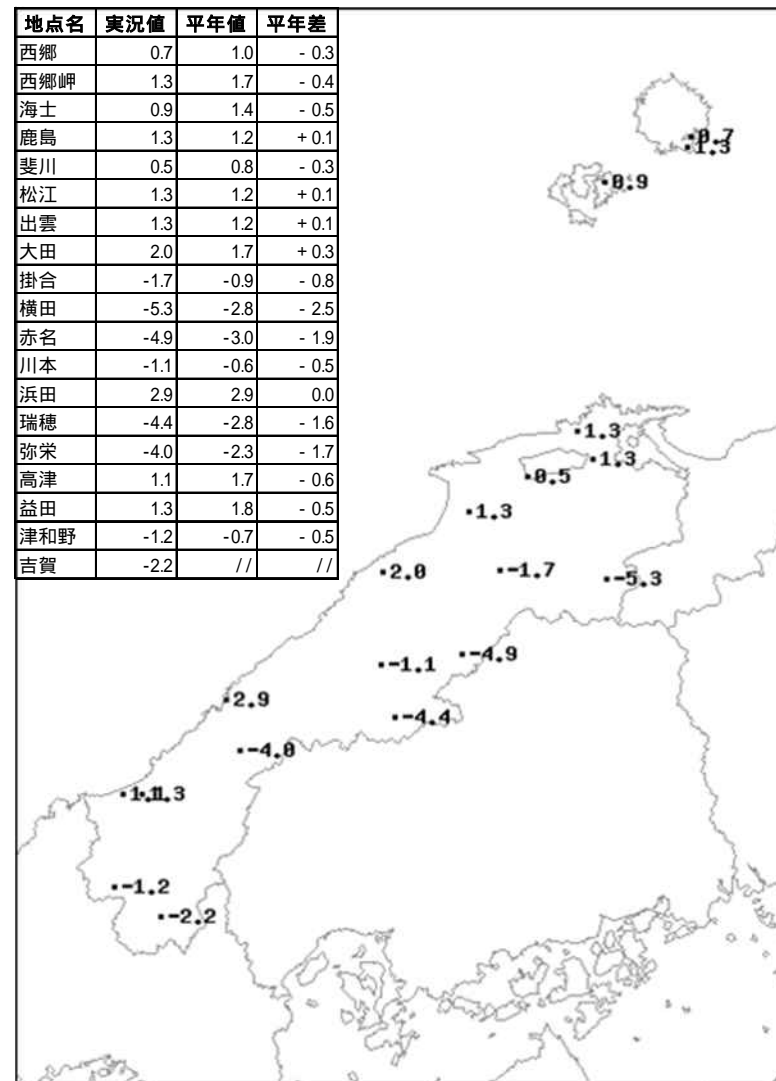 地点名 実況値 平年値 平年差
西郷 0.7 1.0 - 0.3
西郷岬 1.3 1.7 - 0.4
海士 0.9 1.4 - 0.5
鹿島 1.3 1.2 + 0.1
斐川 0.5 0.8 - 0.3
松江 1.3 1.2 + 0.1
出雲 1.3 1.2 + 0.1
大田 2.0 1.7 + 0.3
掛合 -1.7 -0.9 - 0.8
横田 -5.3 -2.8 - 2.5
赤名 -4.9 -3.0 - 1.9
川本 -1.1 -0.6 - 0.5
浜田 2.9 2.9 0.0
瑞穂 -4.4 -2.8 - 1.6
弥栄 -4.0 -2.3 - 1.7
高津 1.1 1.7 - 0.6
益田 1.3 1.8 - 0.5
津和野 -1.2 -0.7 - 0.5
吉賀 -2.2 // //
0.7
1.3
0.9
1.3
1.3
0.5
1.3
2.0
-1.7
-5.3
-4.9
-1.1
2.9
-4.4
-4.0
1.1
1.3
-1.2
-2.2